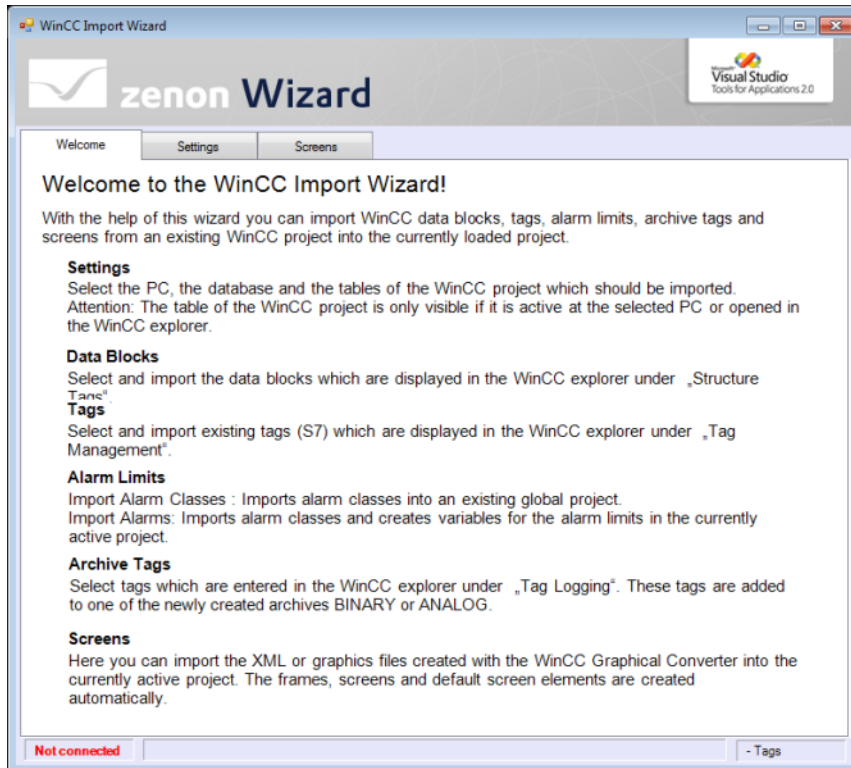 WinCC Import Wizard
zenon Wizard
Microsoft
Visual Studio
Tools for Applications 2.0
Welcome
Settings
Screens
Welcome to the WinCC Import Wizard!
With the help of this wizard you can import WinCC data blocks, tags, alarm limits, archive tags and
screens from an existing WinCC project into the currently loaded project.
Settings
Select the PC, the database and the tables of the WinCC project which should be imported.
Attention: The table of the WinCC project is only visible if it is active at the selected PC or opened in
the WinCC explorer.
Data Blocks
Select and import the data blocks which are displayed in the WinCC explorer under „Structure
Tags“.
Tags
Select and import existing tags (S7) which are displayed in the WinCC explorer under „Tag
Management“.
Alarm Limits
Import Alarm Classes : Imports alarm classes into an existing global project.
Import Alarms: Imports alarm classes and creates variables for the alarm limits in the currently
active project.
Archive Tags
Select tags which are entered in the WinCC explorer under „Tag Logging“. These tags are added
to one of the newly created archives BINARY or ANALOG.
Screens
Here you can import the XML or graphics files created with the WinCC Graphical Converter into the
currently active project. The frames, screens and default screen elements are created
automatically.
Not connected
- Tags